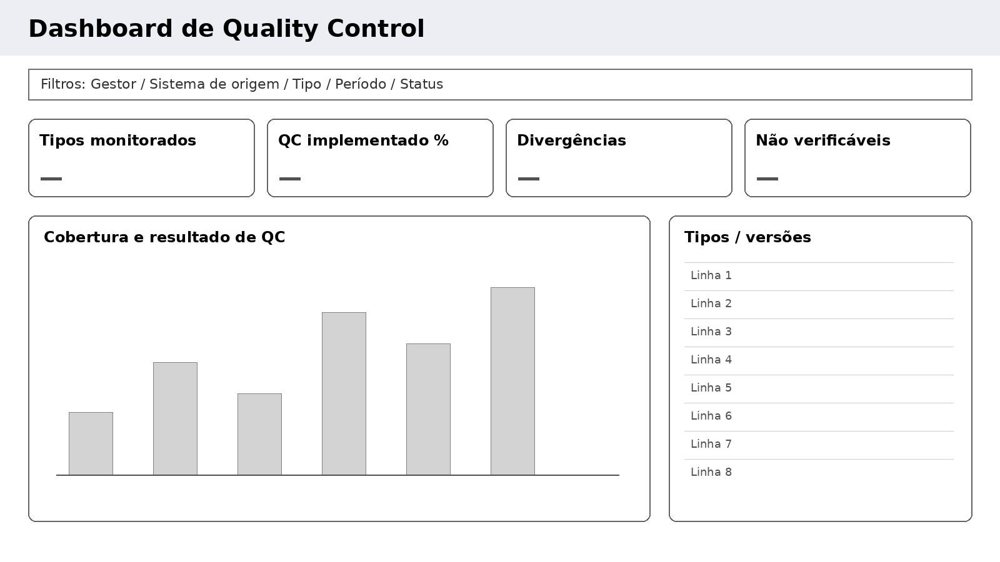 Dashboard de Quality Control
Filtros: Gestor / Sistema de origem / Tipo / Período / Status
Tipos monitorados
—
QC implementado %
—
Divergências
—
Não verificáveis
—
Cobertura e resultado de QC
Tipos / versões
Linha 1
Linha 2
Linha 3
Linha 4
Linha 5
Linha 6
Linha 7
Linha 8